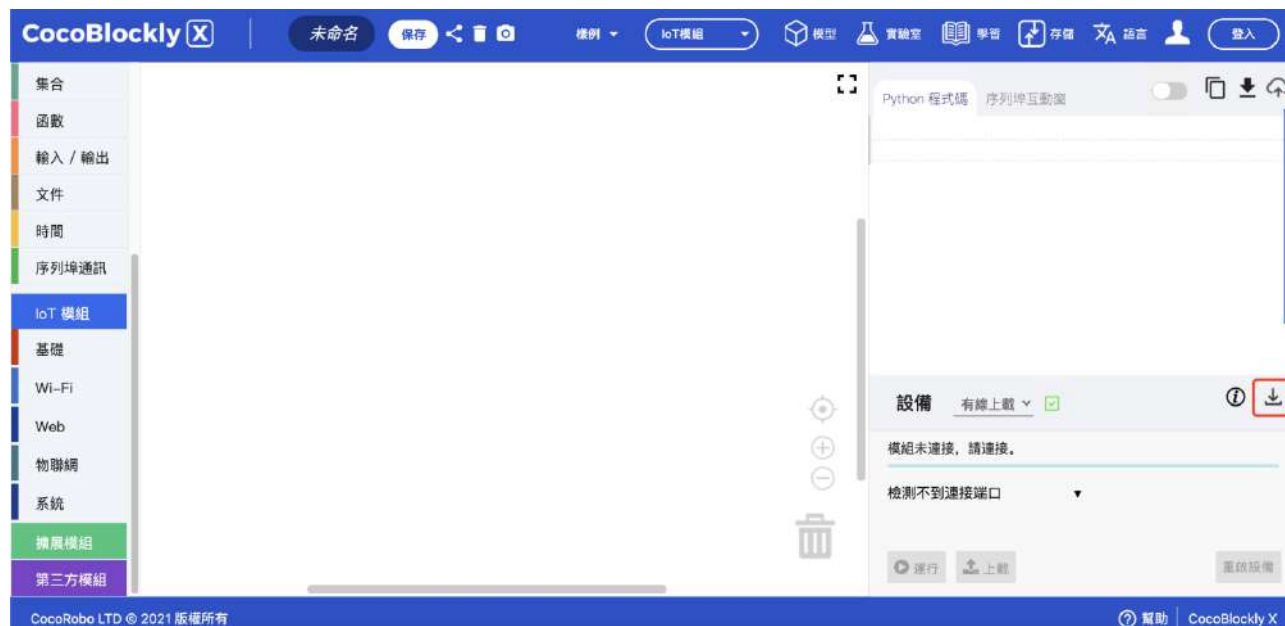 CocoBlockly X 未命名 保存 樣例 IoT模組 模型 實驗室 學習 存儲 語言 登入
集合
函數
輸入 / 輸出
文件
時間
序列埠通訊
IoT 模組
基礎
Wi-Fi
Web
物聯網
系統
擴展模組
第三方模組
Python 程式碼 序列埠互動窗
設備 有線上載
模組未連接，請連接。
檢測不到連接端口
運行 上載 重啟設備
CocoRobo LTD © 2021 版權所有 幫助 CocoBlockly X